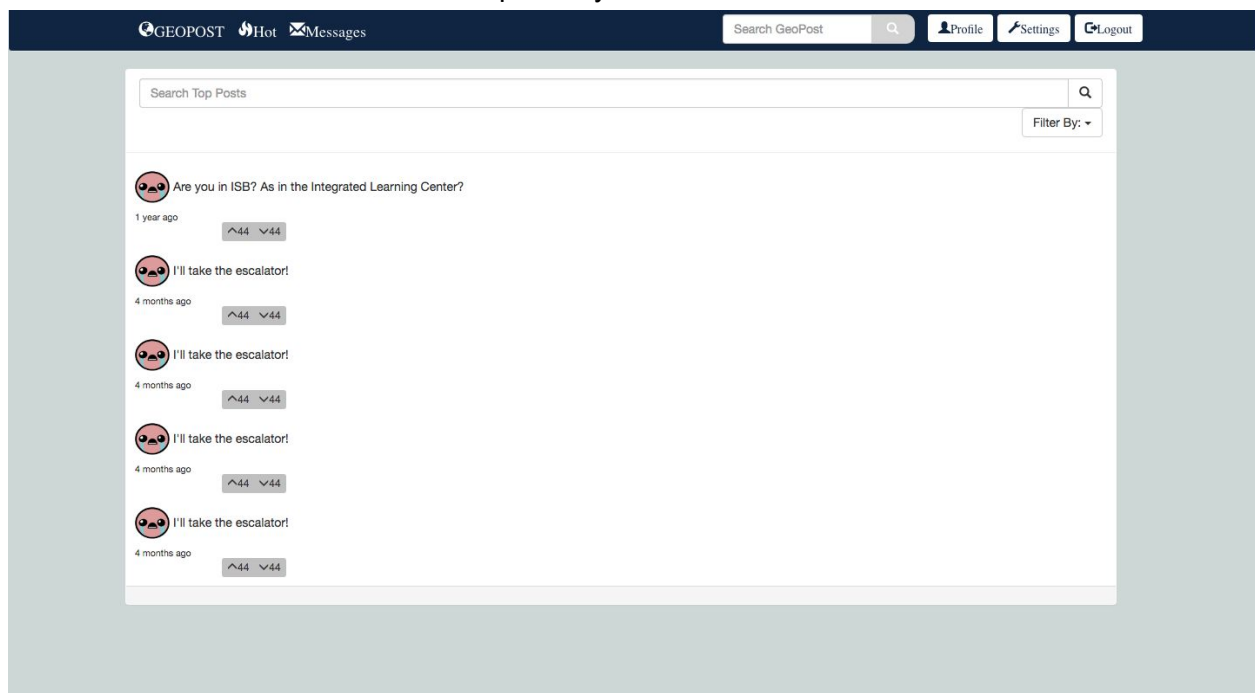 GEOPOST Hot Messages Search GeoPost Profile Settings Logout
Search Top Posts
Filter By:
Are you in ISB? As in the Integrated Learning Center?
1 year ago
44 44
I'll take the escalator!
4 months ago
44 44
I'll take the escalator!
4 months ago
44 44
I'll take the escalator!
4 months ago
44 44
I'll take the escalator!
4 months ago
44 44